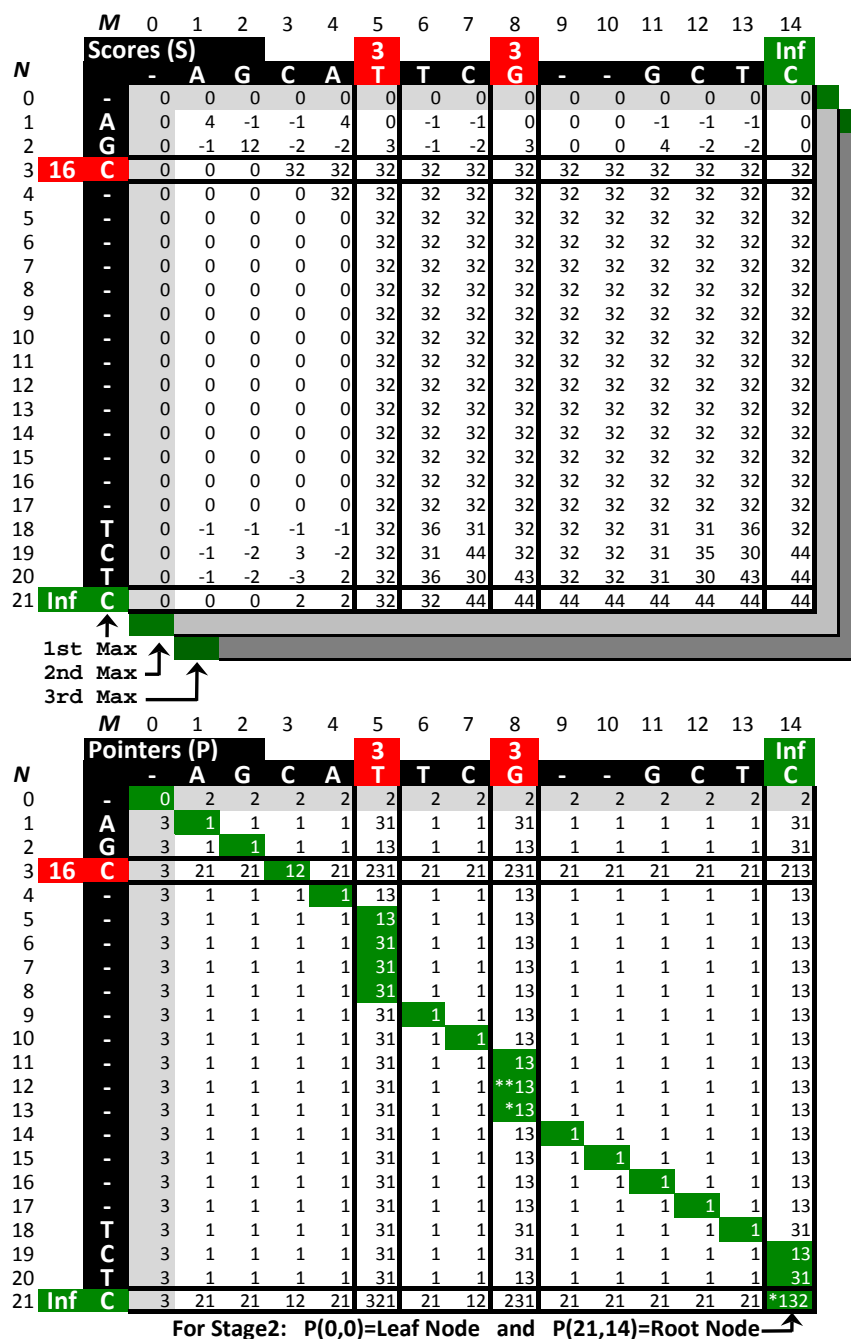 M 0 1 2 3 4 5 6 7 8 9 10 11 12 13 14
Scores (S) 3 3 Inf
N - A G C A T T C G - - G C T C
0 - 0 0 0 0 0 0 0 0 0 0 0 0 0 0 0
1 A 0 4 -1 -1 4 0 -1 -1 0 0 0 -1 -1 -1 0
2 G 0 -1 12 -2 -2 3 -1 -2 3 0 0 4 -2 -2 0
3 16 C 0 0 0 32 32 32 32 32 32 32 32 32 32 32 32
4 - 0 0 0 0 32 32 32 32 32 32 32 32 32 32 32
5 - 0 0 0 0 0 32 32 32 32 32 32 32 32 32 32
6 - 0 0 0 0 0 32 32 32 32 32 32 32 32 32 32
7 - 0 0 0 0 0 32 32 32 32 32 32 32 32 32 32
8 - 0 0 0 0 0 32 32 32 32 32 32 32 32 32 32
9 - 0 0 0 0 0 32 32 32 32 32 32 32 32 32 32
10 - 0 0 0 0 0 32 32 32 32 32 32 32 32 32 32
11 - 0 0 0 0 0 32 32 32 32 32 32 32 32 32 32
12 - 0 0 0 0 0 32 32 32 32 32 32 32 32 32 32
13 - 0 0 0 0 0 32 32 32 32 32 32 32 32 32 32
14 - 0 0 0 0 0 32 32 32 32 32 32 32 32 32 32
15 - 0 0 0 0 0 32 32 32 32 32 32 32 32 32 32
16 - 0 0 0 0 0 32 32 32 32 32 32 32 32 32 32
17 - 0 0 0 0 0 32 32 32 32 32 32 32 32 32 32
18 T 0 -1 -1 -1 -1 32 36 31 32 32 32 31 31 36 32
19 C 0 -1 -2 3 -2 32 31 44 32 32 32 31 35 30 44
20 T 0 -1 -2 -3 2 32 36 30 43 32 32 31 30 43 44
21 Inf C 0 0 0 2 2 32 32 44 44 44 44 44 44 44 44
1st Max
2nd Max
3rd Max
M 0 1 2 3 4 5 6 7 8 9 10 11 12 13 14
Pointers (P) 3 3 Inf
N - A G C A T T C G - - G C T C
0 - 0 2 2 2 2 2 2 2 2 2 2 2 2 2 2
1 A 3 1 1 1 1 31 1 1 31 1 1 1 1 1 31
2 G 3 1 1 1 1 13 1 1 13 1 1 1 1 1 31
3 16 C 3 21 21 12 21 231 21 21 231 21 21 21 21 21 213
4 - 3 1 1 1 1 13 1 1 13 1 1 1 1 1 13
5 - 3 1 1 1 1 13 1 1 13 1 1 1 1 1 13
6 - 3 1 1 1 1 31 1 1 13 1 1 1 1 1 13
7 - 3 1 1 1 1 31 1 1 13 1 1 1 1 1 13
8 - 3 1 1 1 1 31 1 1 13 1 1 1 1 1 13
9 - 3 1 1 1 1 31 1 1 13 1 1 1 1 1 13
10 - 3 1 1 1 1 31 1 1 13 1 1 1 1 1 13
11 - 3 1 1 1 1 31 1 1 13 1 1 1 1 1 13
12 - 3 1 1 1 1 31 1 1 **13 1 1 1 1 1 13
13 - 3 1 1 1 1 31 1 1 *13 1 1 1 1 1 13
14 - 3 1 1 1 1 31 1 1 13 1 1 1 1 1 13
15 - 3 1 1 1 1 31 1 1 13 1 1 1 1 1 13
16 - 3 1 1 1 1 31 1 1 13 1 1 1 1 1 13
17 - 3 1 1 1 1 31 1 1 13 1 1 1 1 1 13
18 T 3 1 1 1 1 31 1 1 31 1 1 1 1 1 31
19 C 3 1 1 1 1 31 1 1 31 1 1 1 1 1 13
20 T 3 1 1 1 1 31 1 1 13 1 1 1 1 1 31
21 Inf C 3 21 21 12 21 321 21 12 231 21 21 21 21 21 *132
For Stage2: P(0,0)=Leaf Node and P(21,14)=Root Node